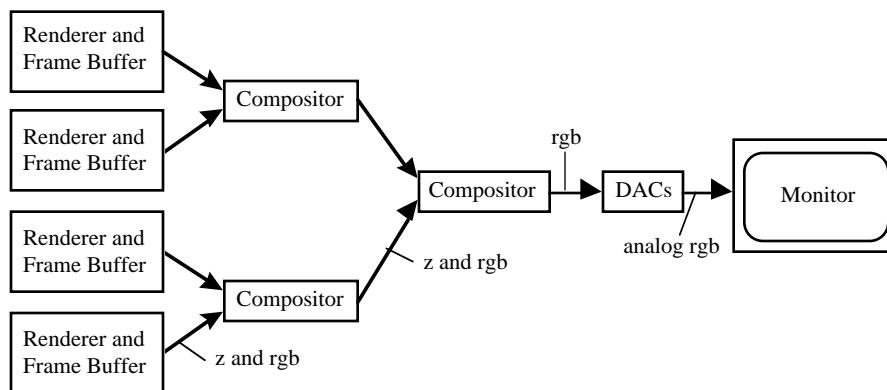 Renderer and
Frame Buffer
Renderer and
Frame Buffer
Compositor
Renderer and
Frame Buffer
Renderer and
Frame Buffer
Compositor
z and rgb
Compositor
z and rgb
rgb
DACs
analog rgb
Monitor